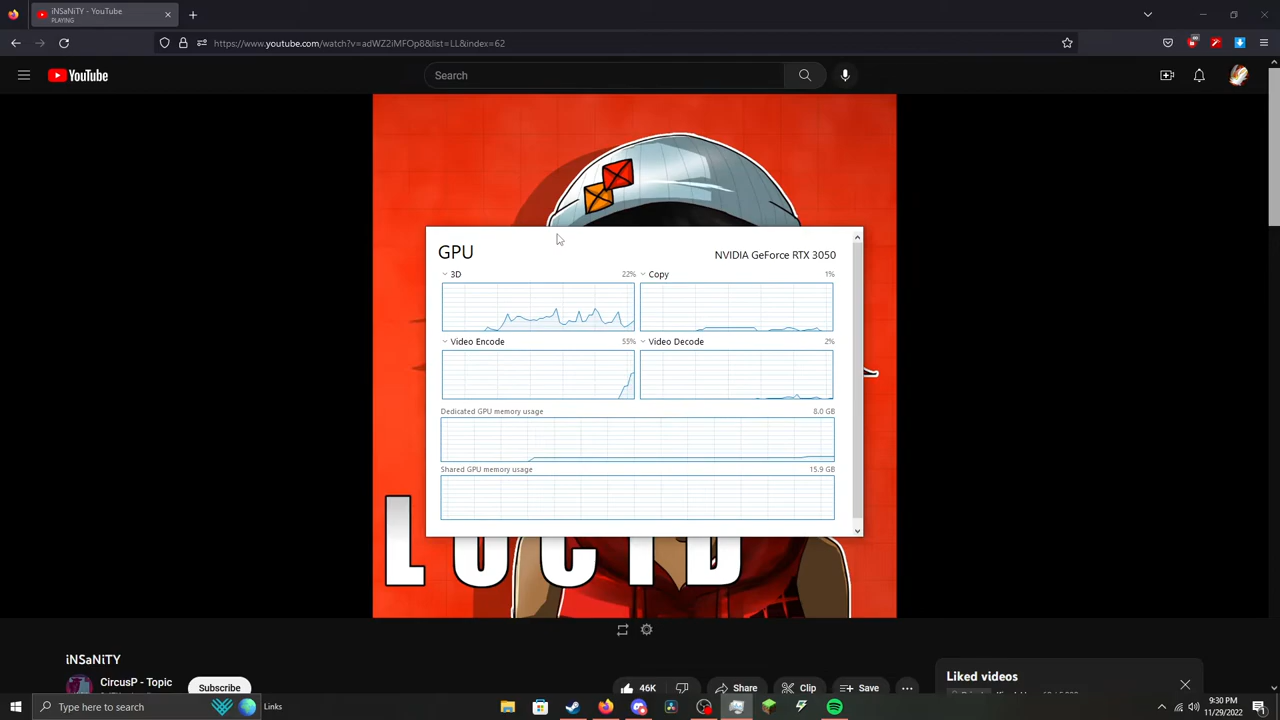 iNSaNiTY - YouTube
PLAYING
https://www.youtube.com/watch?v=adWZ2iMFOp8&list=LL&index=62
YouTube
Search
GPU
NVIDIA GeForce RTX 3050
3D 22%
Copy 1%
Video Encode 55%
Video Decode 2%
Dedicated GPU memory usage 8.0 GB
Shared GPU memory usage 15.9 GB
LUCID
iNSaNiTY
CircusP - Topic
Subscribe
46K
Share
Clip
Save
Liked videos
Type here to search
Links
9:30 PM
11/29/2022